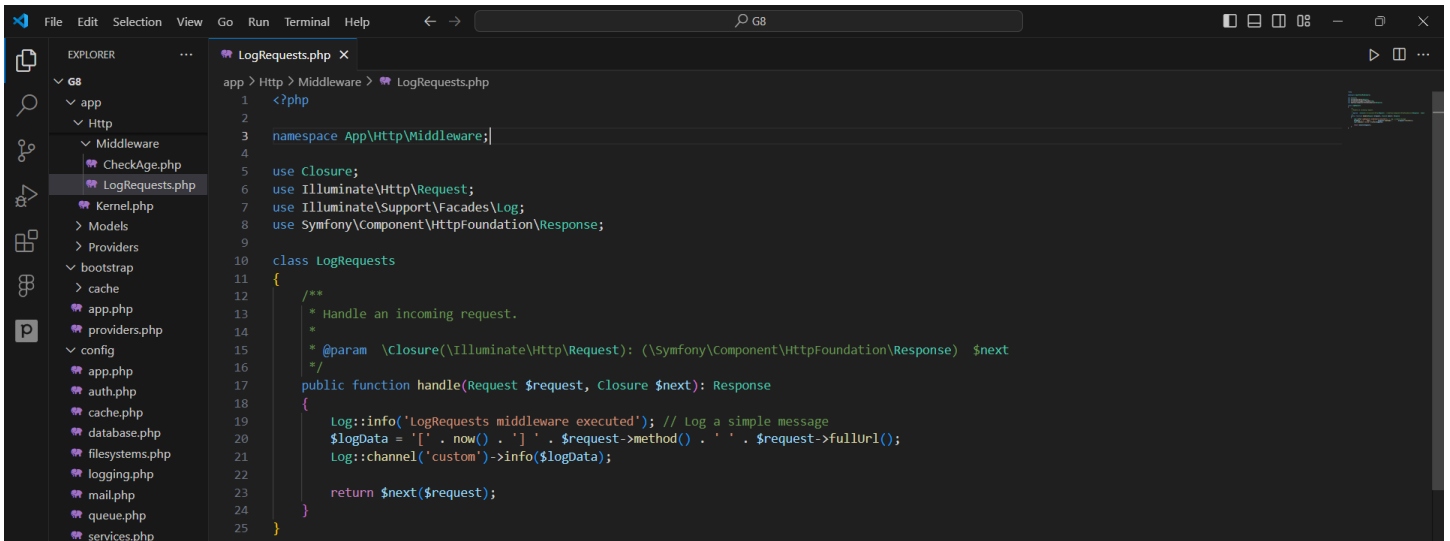 File Edit Selection View Go Run Terminal Help
G8
EXPLORER
LogRequests.php
G8
app
Http
Middleware
CheckAge.php
LogRequests.php
Kernel.php
Models
Providers
bootstrap
cache
app.php
providers.php
config
app.php
auth.php
cache.php
database.php
filesystems.php
logging.php
mail.php
queue.php
services.php
app > Http > Middleware > LogRequests.php
1 <?php
2
3 namespace App\Http\Middleware;
4
5 use Closure;
6 use Illuminate\Http\Request;
7 use Illuminate\Support\Facades\Log;
8 use Symfony\Component\HttpFoundation\Response;
9
10 class LogRequests
11 {
12 /**
13 * Handle an incoming request.
14 *
15 * @param  \Closure(\Illuminate\Http\Request): (\Symfony\Component\HttpFoundation\Response)  $next
16 */
17 public function handle(Request $request, Closure $next): Response
18 {
19 Log::info('LogRequests middleware executed'); // Log a simple message
20 $logData = '[' . now() . '] ' . $request->method() . ' ' . $request->fullUrl();
21 Log::channel('custom')->info($logData);
22
23 return $next($request);
24 }
25 }